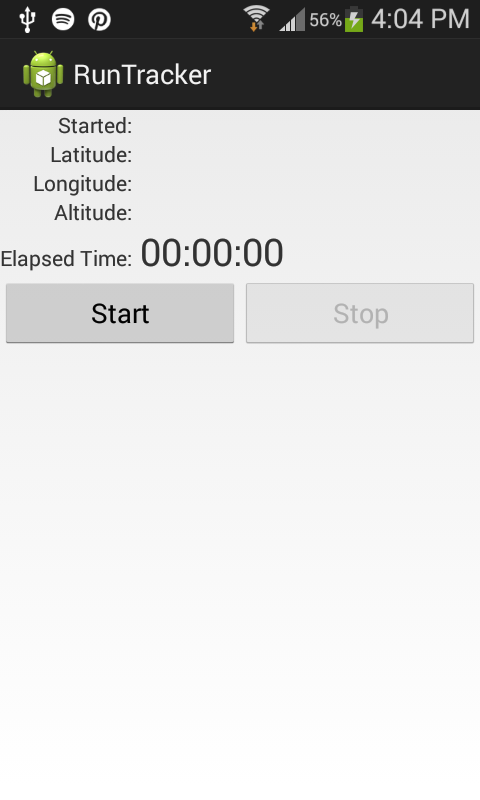 56% 4:04 PM
RunTracker
Started:
Latitude:
Longitude:
Altitude:
Elapsed Time: 00:00:00
Start Stop